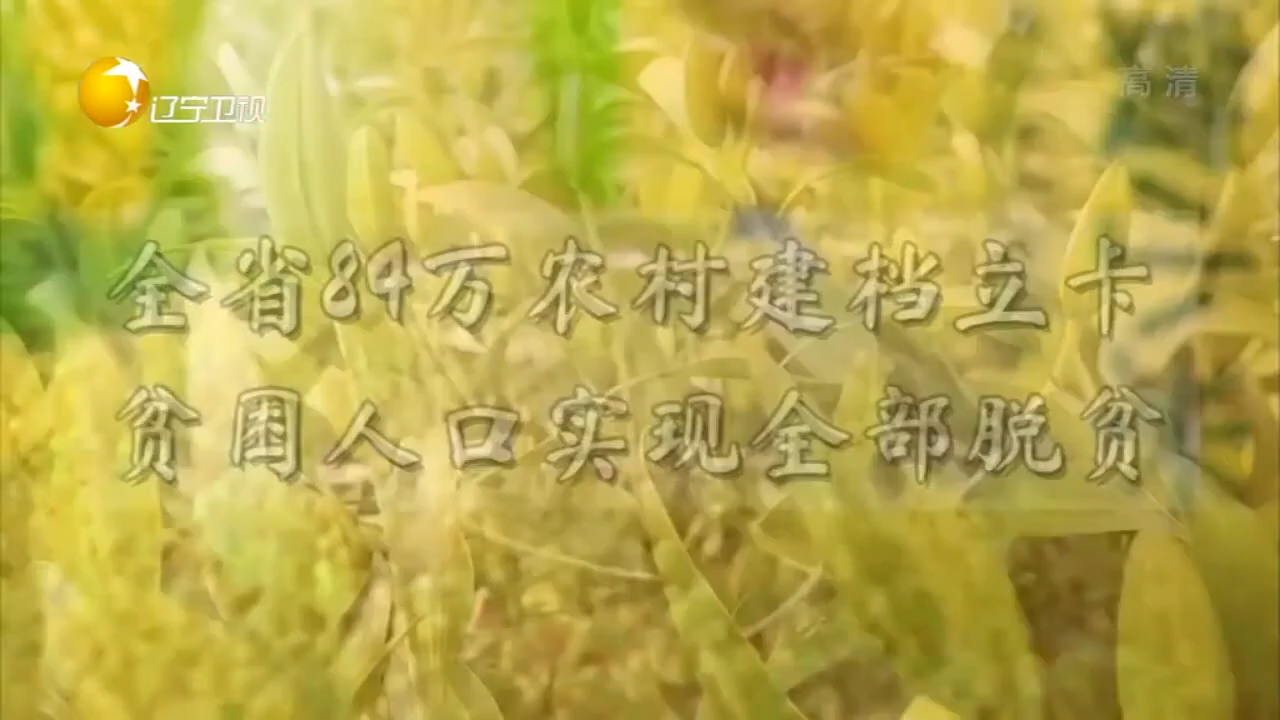 辽宁卫视
高清
全省84万农村建档立卡
贫困人口实现全部脱贫